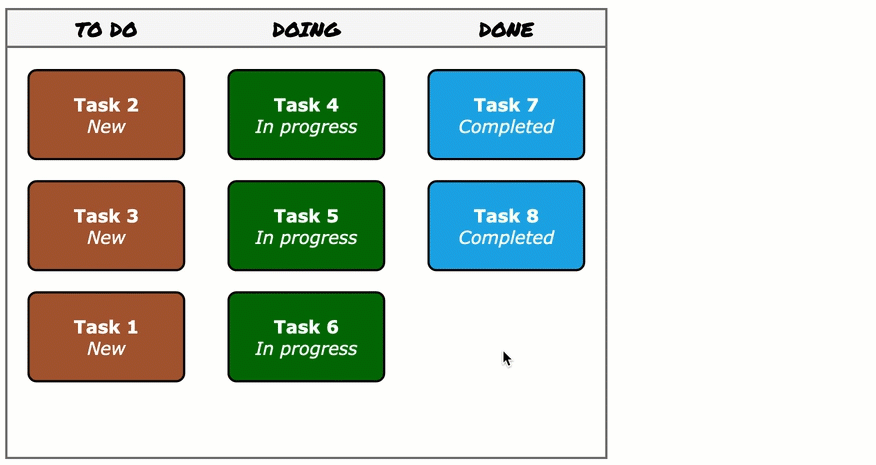 TO DO
DOING
DONE
Task 2
New
Task 4
In progress
Task 7
Completed
Task 3
New
Task 5
In progress
Task 8
Completed
Task 1
New
Task 6
In progress